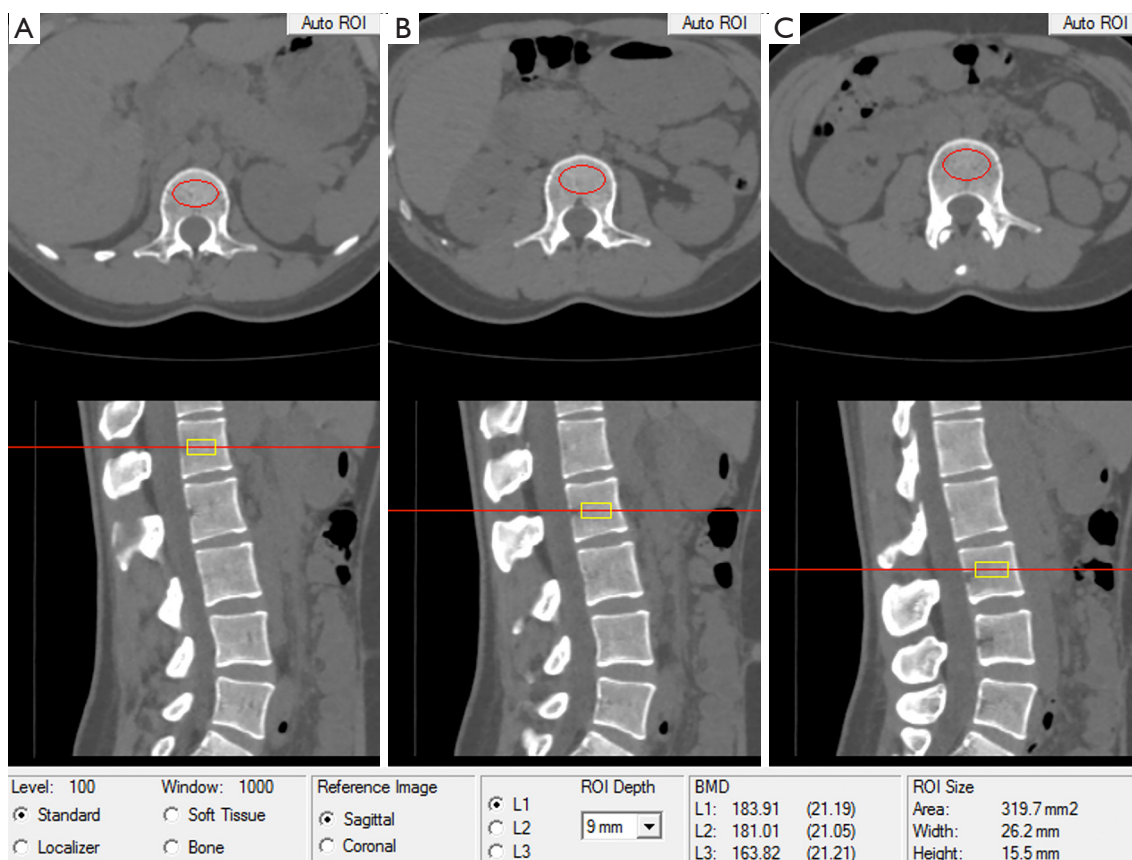 A
Auto ROI
B
Auto ROI
C
Auto ROI
Level: 100 Window: 1000
Standard Soft Tissue
Localizer Bone
Reference Image
Sagittal
Coronal
ROI Depth
L1
L2
L3
9 mm
BMD
L1: 183.91 (21.19)
L2: 181.01 (21.05)
L3: 163.82 (21.21)
ROI Size
Area: 319.7 mm2
Width: 26.2 mm
Height: 15.5 mm